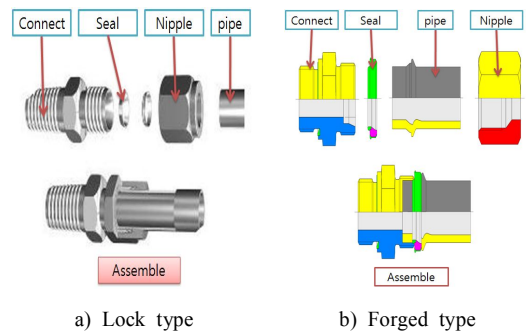 Connect Seal Nipple pipe
Assemble
a) Lock type
Connect Seal pipe Nipple
Assemble
b) Forged type